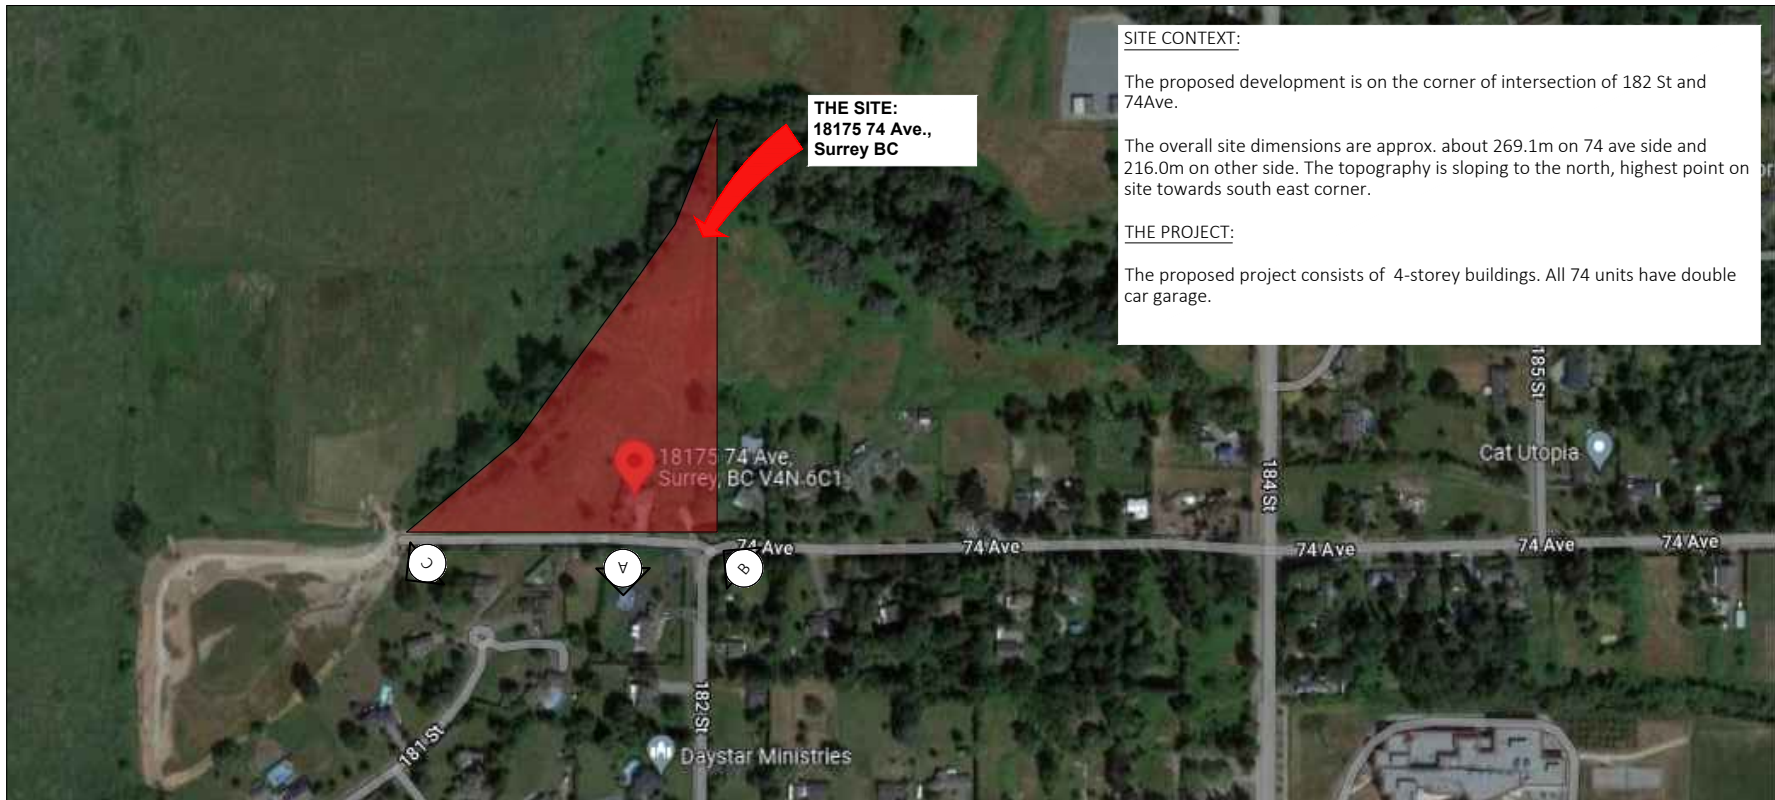 SITE CONTEXT:
The proposed development is on the corner of intersection of 182 St and
74Ave.
The overall site dimensions are approx. about 269.1m on 74 ave side and
216.0m on other side. The topography is sloping to the north, highest point on
site towards south east corner.
THE PROJECT:
The proposed project consists of 4-storey buildings. All 74 units have double
car garage.
THE SITE:
18175 74 Ave.,
Surrey BC
185 St
18175 74 Ave,
Surrey, BC V4N 6C1
Cat Utopia
184 St
74 Ave
74 Ave
74 Ave
74 Ave
74 Ave
C
A
B
182 St
181 St
Daystar Ministries